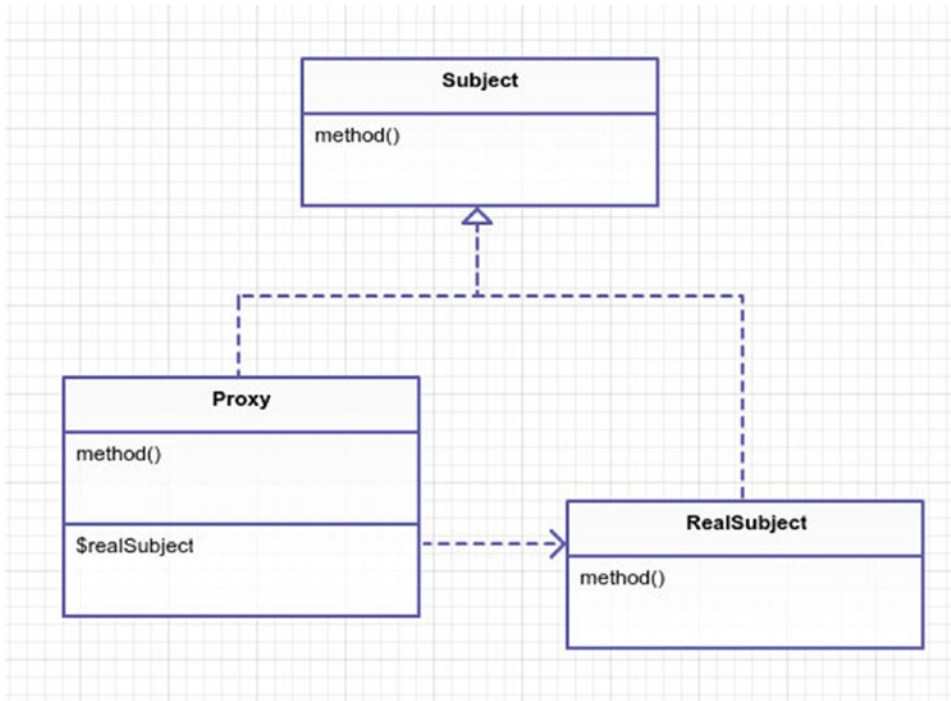 Subject
method()
Proxy
method()
$realSubject
RealSubject
method()